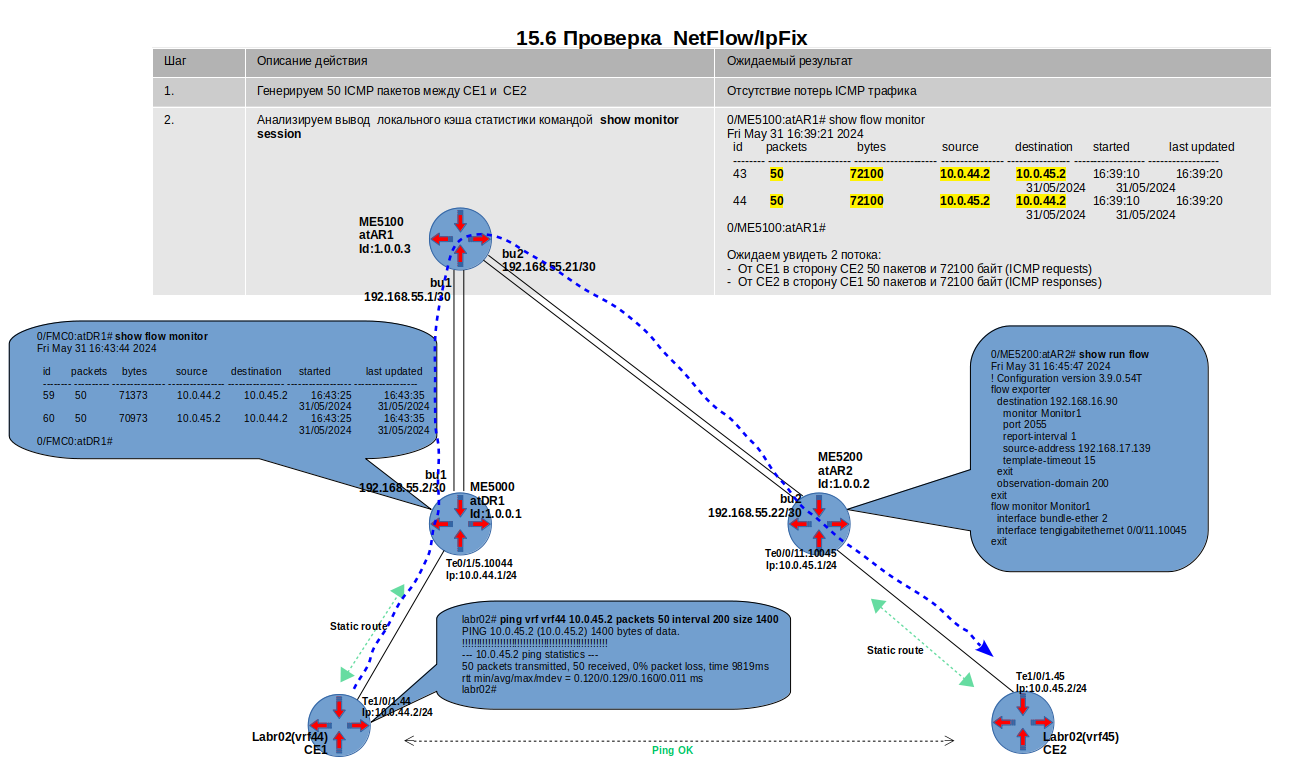 15.6 Проверка NetFlow/IpFix
Шаг Описание действия Ожидаемый результат
1. Генерируем 50 ICMP пакетов между CE1 и CE2 Отсутствие потерь ICMP трафика
2. Анализируем вывод локального кэша статистики командой show monitor
session
0/ME5100:atAR1# show flow monitor
Fri May 31 16:39:21 2024
id packets bytes source destination started last updated
-------- --------------------- --------------------- ---------------- ---------------- ------------------ ------------------
43 50 72100 10.0.44.2 10.0.45.2 16:39:10 16:39:20
31/05/2024 31/05/2024
44 50 72100 10.0.45.2 10.0.44.2 16:39:10 16:39:20
31/05/2024 31/05/2024
0/ME5100:atAR1#
Ожидаем увидеть 2 потока:
- От CE1 в сторону CE2 50 пакетов и 72100 байт (ICMP requests)
- От CE2 в сторону CE1 50 пакетов и 72100 байт (ICMP responses)
ME5100
atAR1
Id:1.0.0.3
bu2
192.168.55.21/30
bu1
192.168.55.1/30
0/FMC0:atDR1# show flow monitor
Fri May 31 16:43:44 2024
id packets bytes source destination started last updated
-------- ---------- --------------- ---------------- ---------------- --------------- ------------------
59 50 71373 10.0.44.2 10.0.45.2 16:43:25 16:43:35
31/05/2024 31/05/2024
60 50 70973 10.0.45.2 10.0.44.2 16:43:25 16:43:35
31/05/2024 31/05/2024
0/FMC0:atDR1#
0/ME5200:atAR2# show run flow
Fri May 31 16:45:47 2024
! Configuration version 3.9.0.54T
flow exporter
destination 192.168.16.90
monitor Monitor1
port 2055
report-interval 1
source-address 192.168.17.139
template-timeout 15
exit
observation-domain 200
exit
flow monitor Monitor1
interface bundle-ether 2
interface tengigabitethernet 0/0/11.10045
exit
bu1
192.168.55.2/30
ME5000
atDR1
Id:1.0.0.1
ME5200
atAR2
Id:1.0.0.2
bu2
192.168.55.22/30
Te0/1/5.10044
Ip:10.0.44.1/24
Te0/0/11.10045
Ip:10.0.45.1/24
Static route
labr02# ping vrf vrf44 10.0.45.2 packets 50 interval 200 size 1400
PING 10.0.45.2 (10.0.45.2) 1400 bytes of data.
!!!!!!!!!!!!!!!!!!!!!!!!!!!!!!!!!!!!!!!!!!!!!!!!!!
--- 10.0.45.2 ping statistics ---
50 packets transmitted, 50 received, 0% packet loss, time 9819ms
rtt min/avg/max/mdev = 0.120/0.129/0.160/0.011 ms
labr02#
Static route
Te1/0/1.44
Ip:10.0.44.2/24
Te1/0/1.45
Ip:10.0.45.2/24
Labr02(vrf44)
CE1
Labr02(vrf45)
CE2
Ping OK